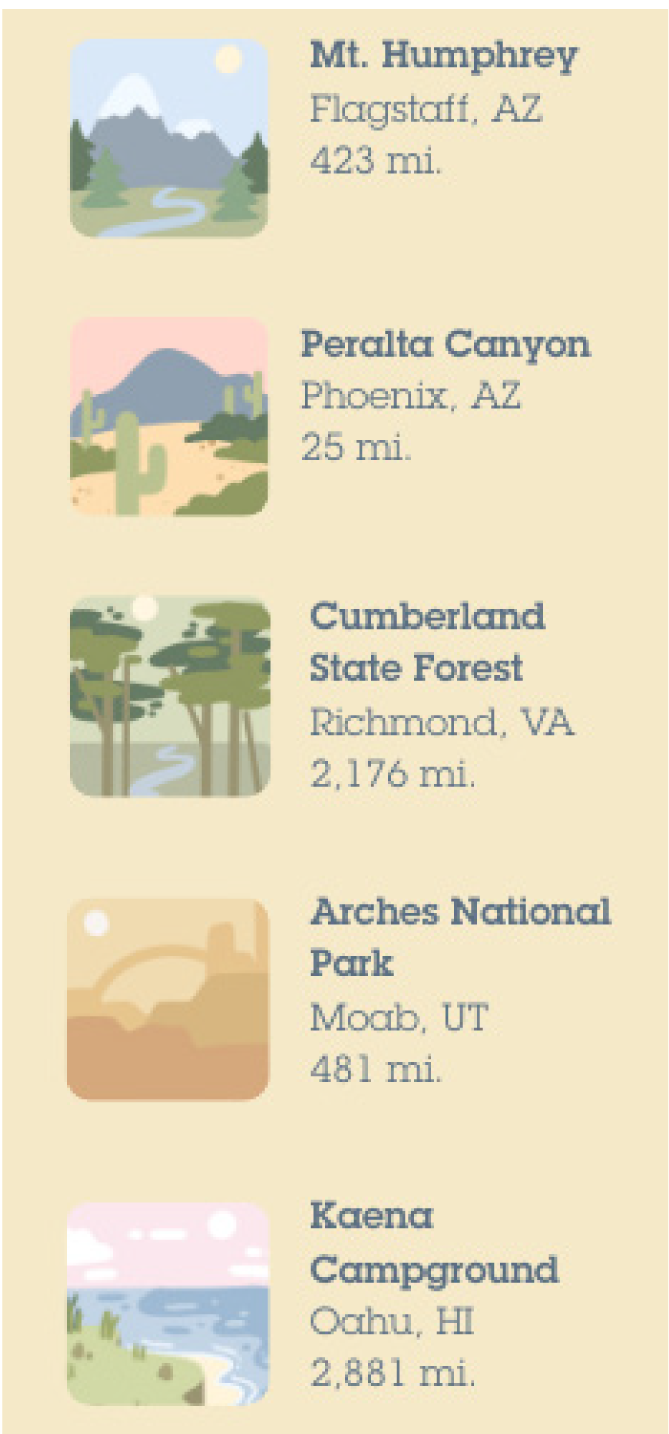 Mt. Humphrey
Flagstaff, AZ
423 mi.
Peralta Canyon
Phoenix, AZ
25 mi.
Cumberland
State Forest
Richmond, VA
2,176 mi.
Arches National
Park
Moab, UT
481 mi.
Kaena
Campground
Oahu, HI
2,881 mi.